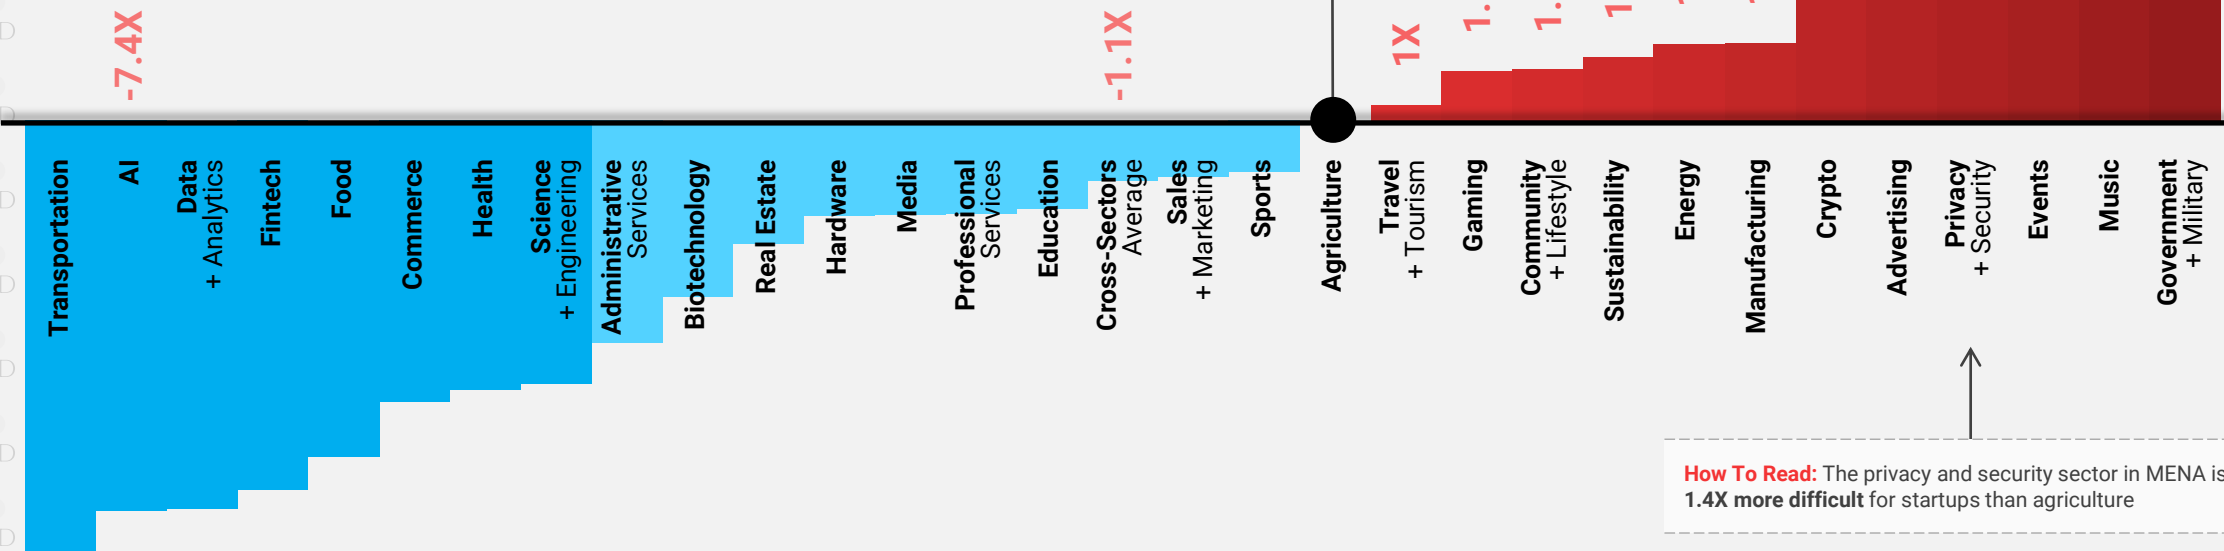 -7.4X
-1.1X
1X
1.
1.
1
Transportation
AI
Data
+ Analytics
Fintech
Food
Commerce
Health
Science
+ Engineering
Administrative
Services
Biotechnology
Real Estate
Hardware
Media
Professional
Services
Education
Cross-Sectors
Average
Sales
+ Marketing
Sports
Agriculture
Travel
+ Tourism
Gaming
Community
+ Lifestyle
Sustainability
Energy
Manufacturing
Crypto
Advertising
Privacy
+ Security
Events
Music
Government
+ Military
How To Read: The privacy and security sector in MENA is
1.4X more difficult for startups than agriculture